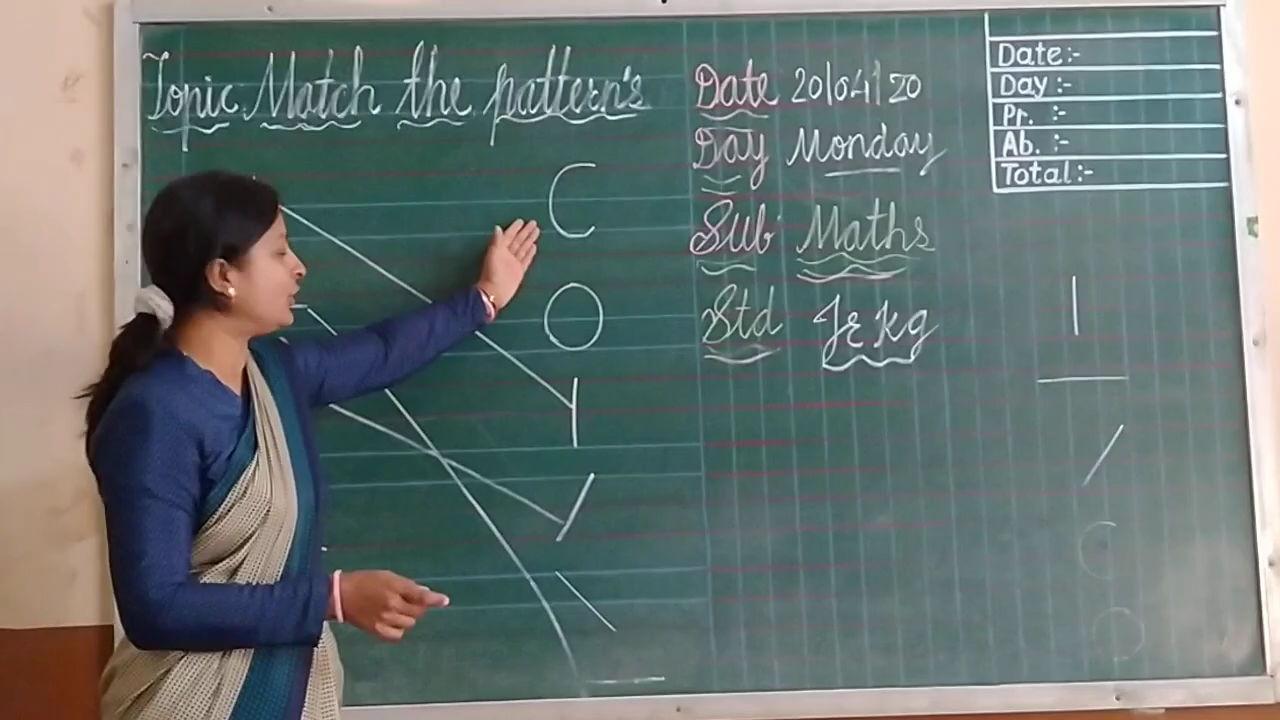 Topic Match the pattern's
Date 20/04/20
Day Monday
Sub Maths
Std Jr Kg
Date:-
Day :-
Pr. :-
Ab. :-
Total:-